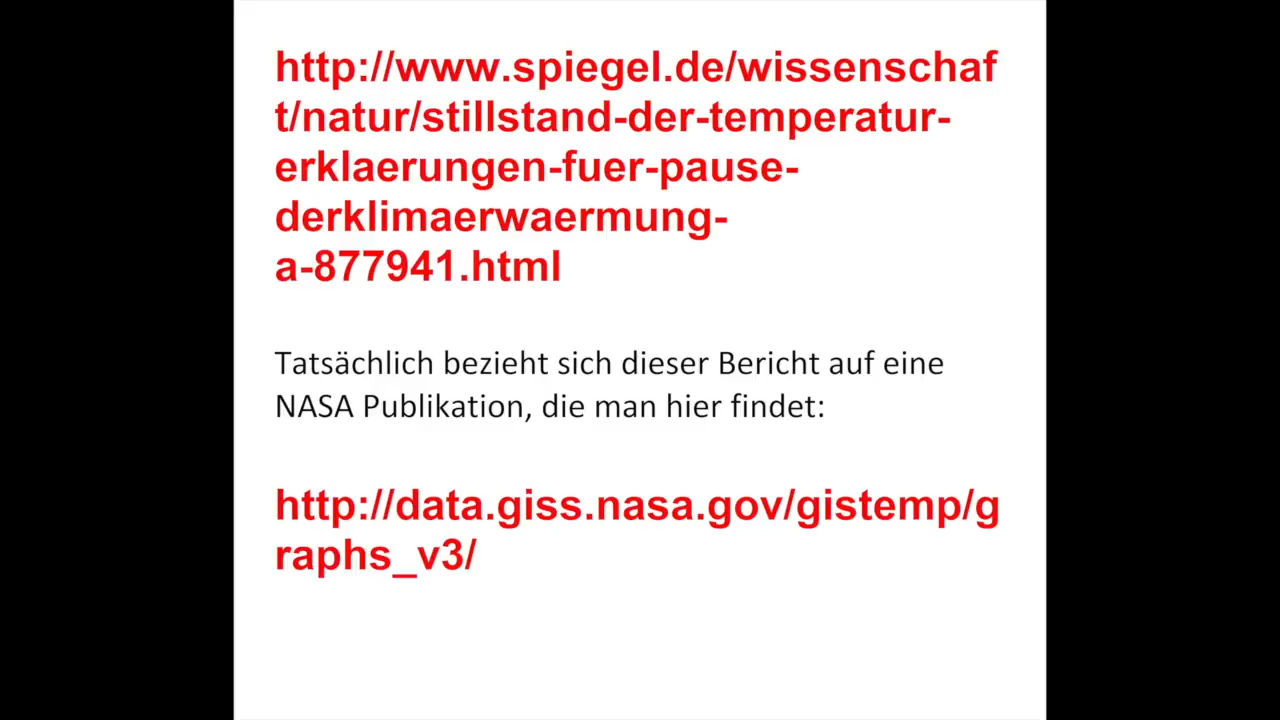 http://www.spiegel.de/wissenschaf
t/natur/stillstand-der-temperatur-
erklaerungen-fuer-pause-
derklimaerwaermung-
a-877941.html
Tatsächlich bezieht sich dieser Bericht auf eine
NASA Publikation, die man hier findet:
http://data.giss.nasa.gov/gistemp/g
raphs_v3/